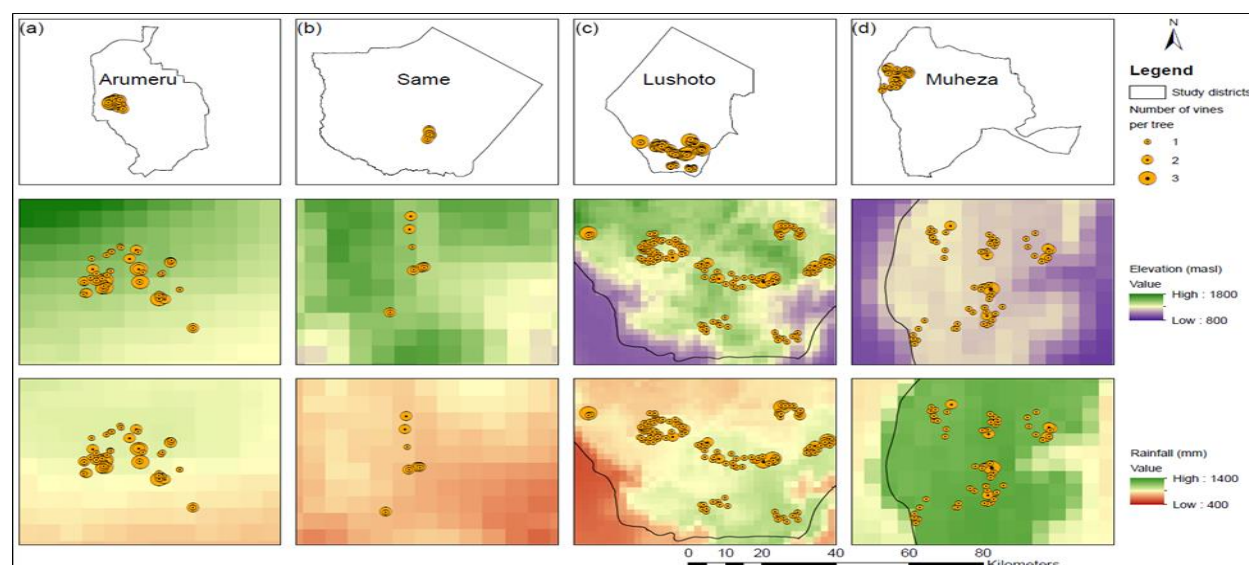 (a)
(b)
(c)
(d)
N
Arumeru
Same
Lushoto
Muheza
Legend
Study districts
Number of vines
per tree
1
2
3
Elevation (masl)
Value
High : 1800
Low : 800
Rainfall (mm)
Value
High : 1400
Low : 400
0 10 20 40 60 80
Kilometers